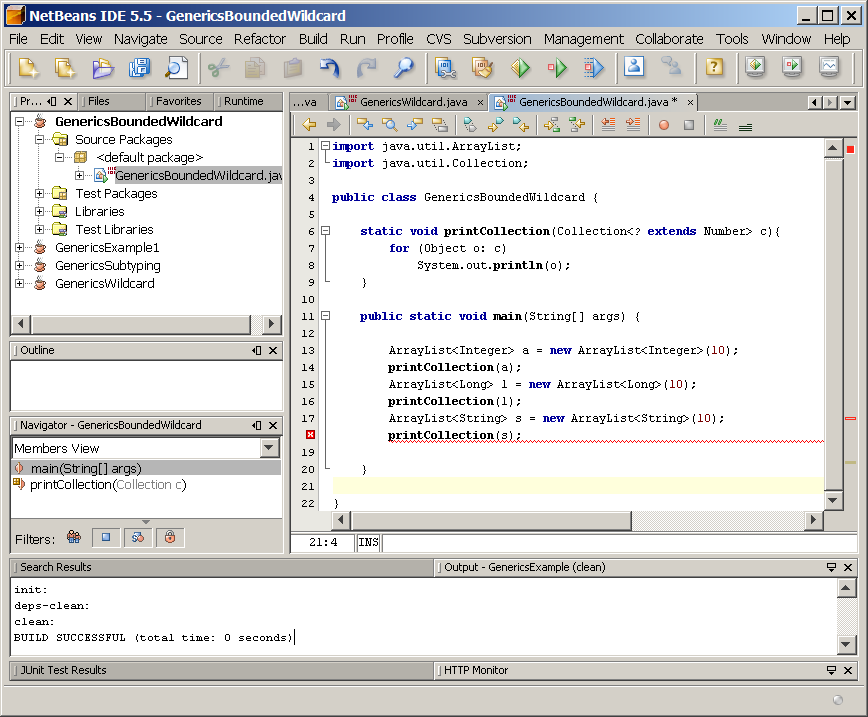 NetBeans IDE 5.5 - GenericsBoundedWildcard
File Edit View Navigate Source Refactor Build Run Profile CVS Subversion Management Collaborate Tools Window Help
Pr... Files Favorites Runtime
...va GenericsWildcard.java GenericsBoundedWildcard.java *
GenericsBoundedWildcard
Source Packages
<default package>
GenericsBoundedWildcard.jav
Test Packages
Libraries
Test Libraries
GenericsExample1
GenericsSubtyping
GenericsWildcard
Outline
Navigator - GenericsBoundedWildcard
Members View
main(String[] args)
printCollection(Collection c)
Filters:
1 import java.util.ArrayList;
2 import java.util.Collection;
3
4 public class GenericsBoundedWildcard {
5
6 static void printCollection(Collection<? extends Number> c){
7 for (Object o: c)
8 System.out.println(o);
9 }
10
11 public static void main(String[] args) {
12
13 ArrayList<Integer> a = new ArrayList<Integer>(10);
14 printCollection(a);
15 ArrayList<Long> l = new ArrayList<Long>(10);
16 printCollection(l);
17 ArrayList<String> s = new ArrayList<String>(10);
printCollection(s);
19
20 }
21
22 }
21:4 INS
Search Results
Output - GenericsExample (clean)
init:
deps-clean:
clean:
BUILD SUCCESSFUL (total time: 0 seconds)
JUnit Test Results
HTTP Monitor